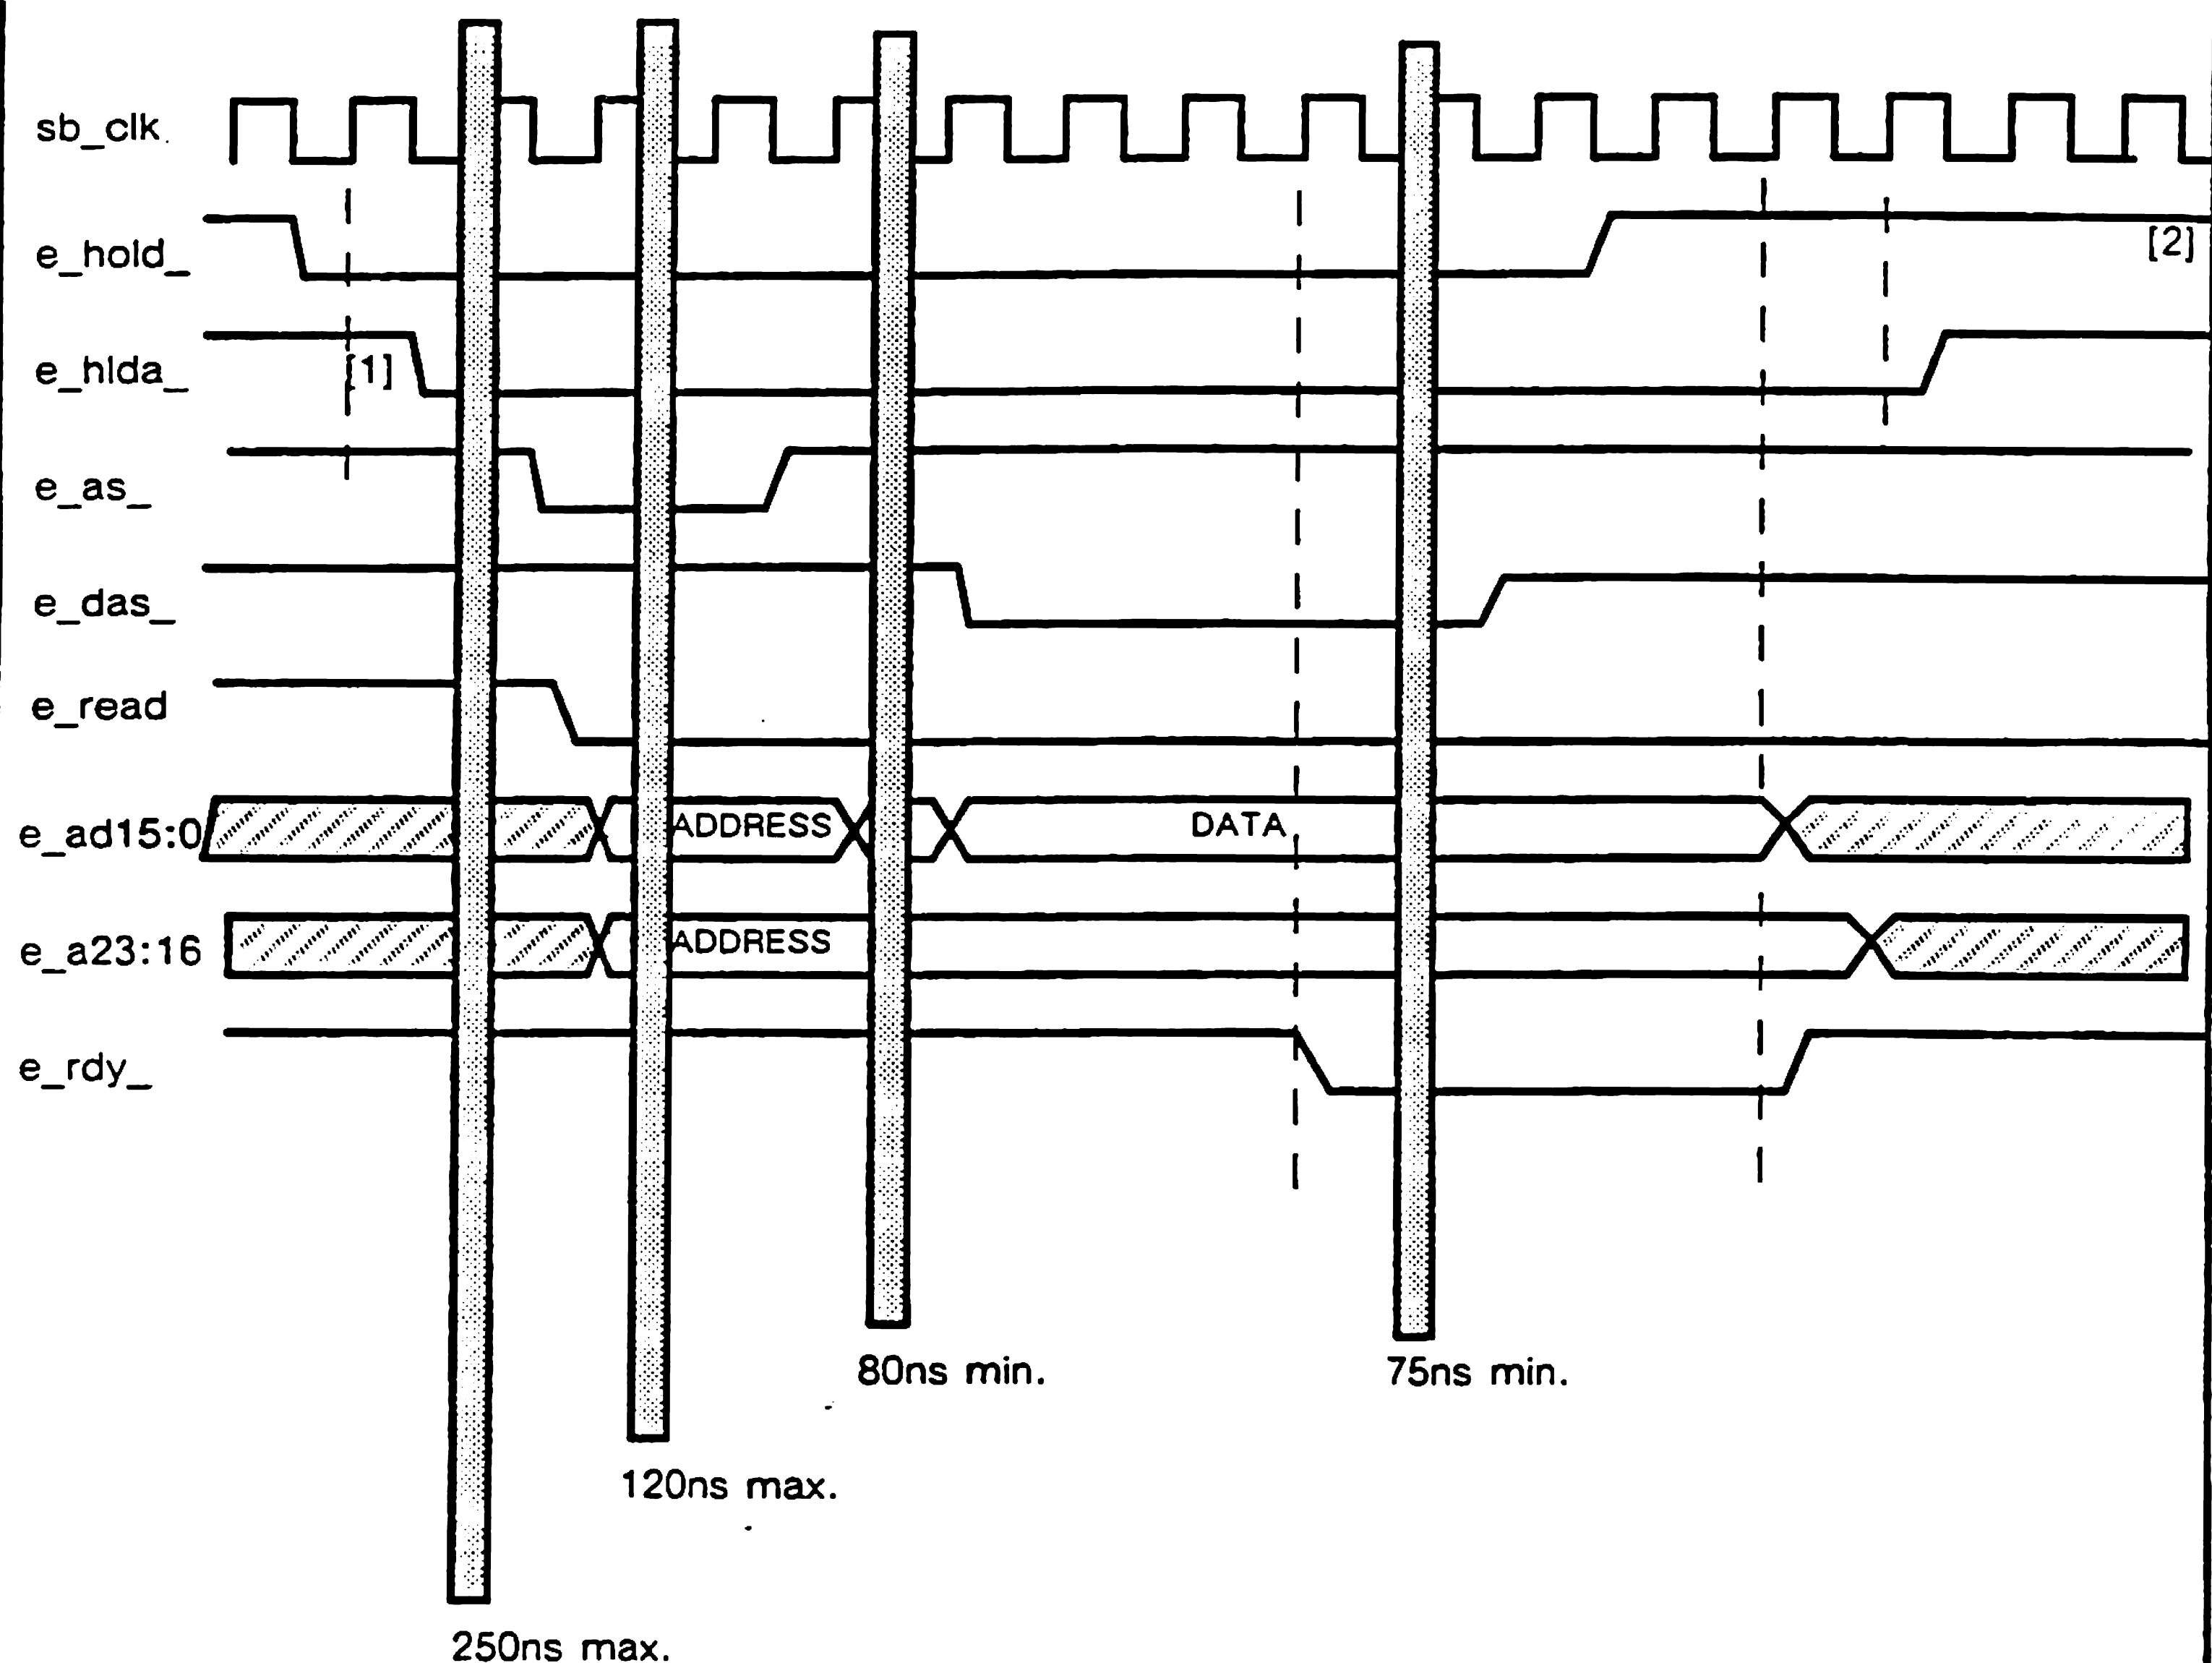 sb_clk
e_hold_
[2]
e_hlda_
[1]
e_as_
e_das_
e_read
e_ad15:0
ADDRESS
DATA
e_a23:16
ADDRESS
e_rdy_
80ns min.
75ns min.
120ns max.
250ns max.